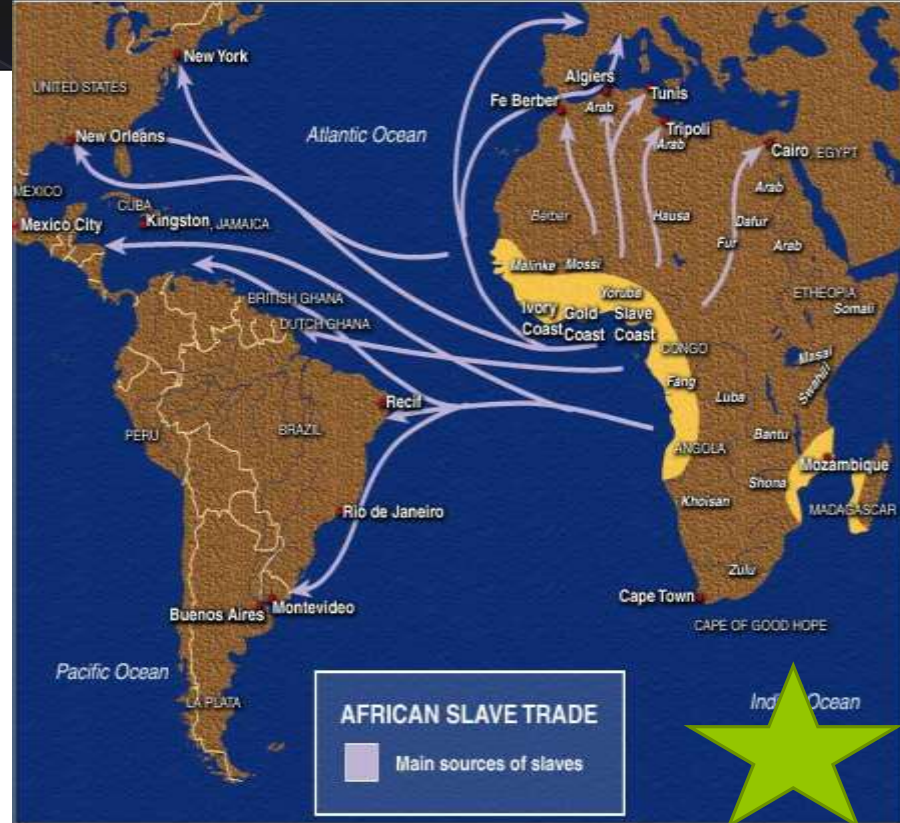 New York
UNITED STATES
New Orleans
Atlantic Ocean
MEXICO
CUBA
Mexico City
Kingston, JAMAICA
BRITISH GHANA
DUTCH GHANA
Recif
PERU
BRAZIL
Rio de Janeiro
Buenos Aires
Montevideo
Pacific Ocean
LA PLATA
Algiers
Fe Berber
Arab
Tunis
Tripoli
Arab
Cairo, EGYPT
Arab
Berber
Hausa
Dafur
Fur
Arab
Malinke
Mossi
Yoruba
ETHEOPIA
Somali
Ivory
Coast
Gold
Coast
Slave
Coast
CONGO
Fang
Luba
Masai
Swahili
Bantu
ANGOLA
Mozambique
Shona
Khoisan
MADAGASCAR
Zulu
Cape Town
CAPE OF GOOD HOPE
Ocean
AFRICAN SLAVE TRADE
Main sources of slaves